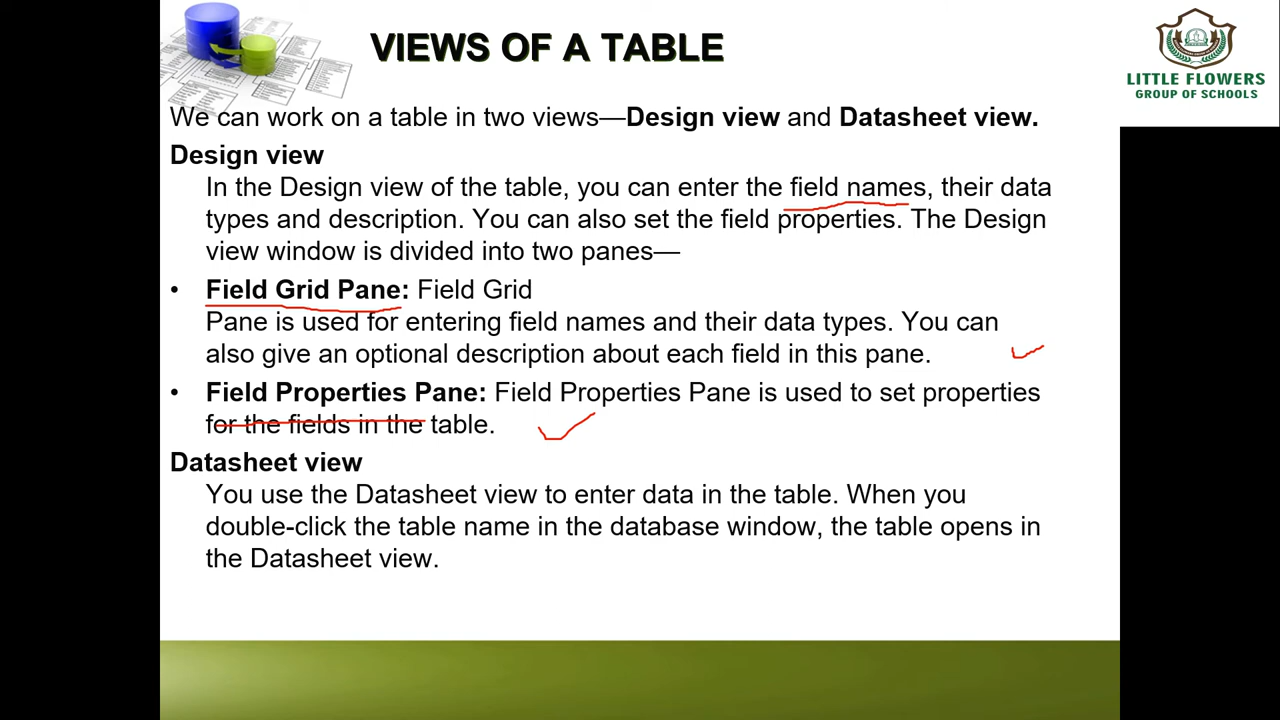 VIEWS OF A TABLE
LITTLE FLOWERS
GROUP OF SCHOOLS
We can work on a table in two views—Design view and Datasheet view.
Design view
In the Design view of the table, you can enter the field names, their data
types and description. You can also set the field properties. The Design
view window is divided into two panes—
• Field Grid Pane: Field Grid
Pane is used for entering field names and their data types. You can
also give an optional description about each field in this pane.
• Field Properties Pane: Field Properties Pane is used to set properties
for the fields in the table.
Datasheet view
You use the Datasheet view to enter data in the table. When you
double-click the table name in the database window, the table opens in
the Datasheet view.